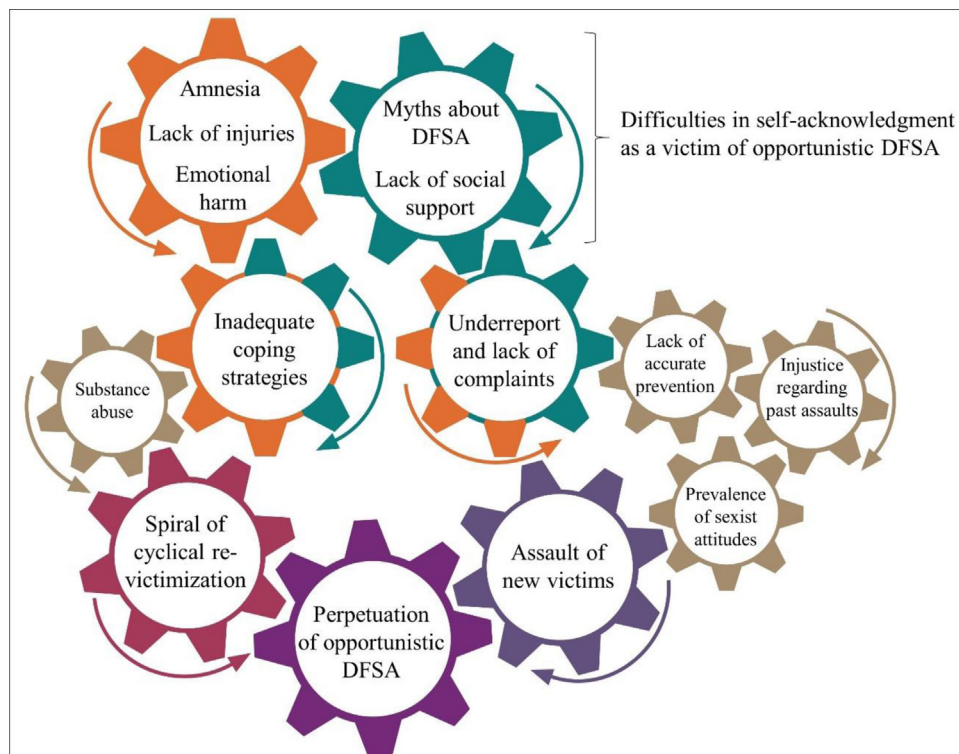 Amnesia
Lack of injuries
Emotional
harm
Myths about
DFSA
Lack of social
support
Difficulties in self-acknowledgment
as a victim of opportunistic DFSA
Inadequate
coping
strategies
Underreport
and lack of
complaints
Lack of
accurate
prevention
Injustice
regarding
past assaults
Substance
abuse
Prevalence
of sexist
attitudes
Spiral of
cyclical re-
victimization
Assault of
new victims
Perpetuation
of opportunistic
DFSA